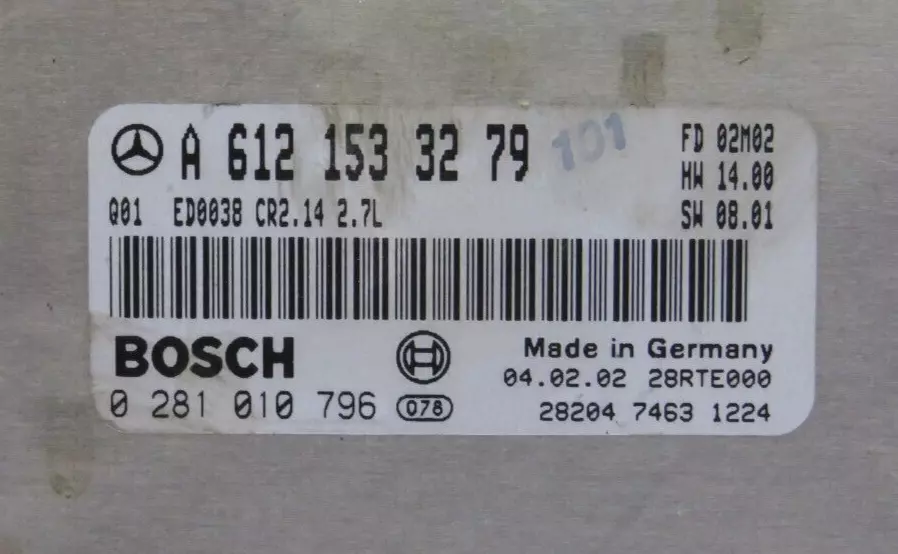 A 612 153 32 79 101
FD 02M02
HW 14.00
Q01 ED0038 CR2.14 2.7L
SW 08.01
BOSCH
Made in Germany
04.02.02 28RTE000
0 281 010 796 078
28204 7463 1224